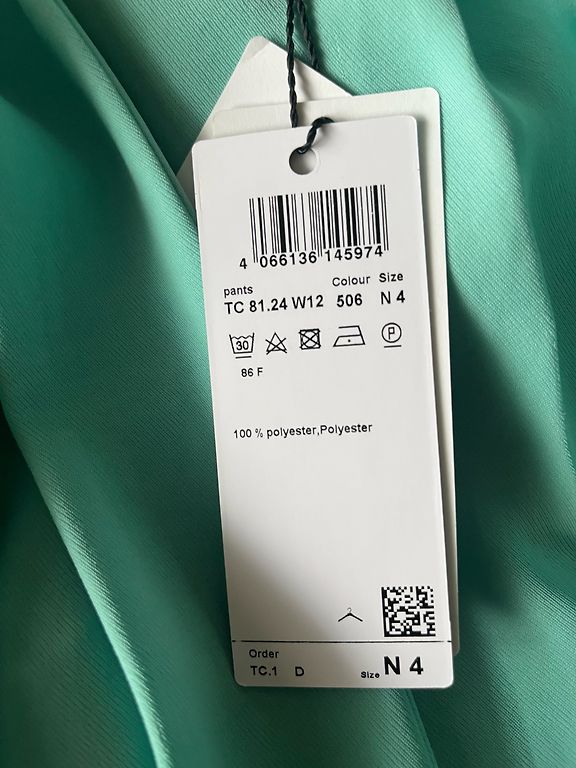 4 066136 145974
pants Colour Size
TC 81.24 W12 506 N 4
30 P
86 F
100 % polyester,Polyester
Order
TC.1 D Size N 4